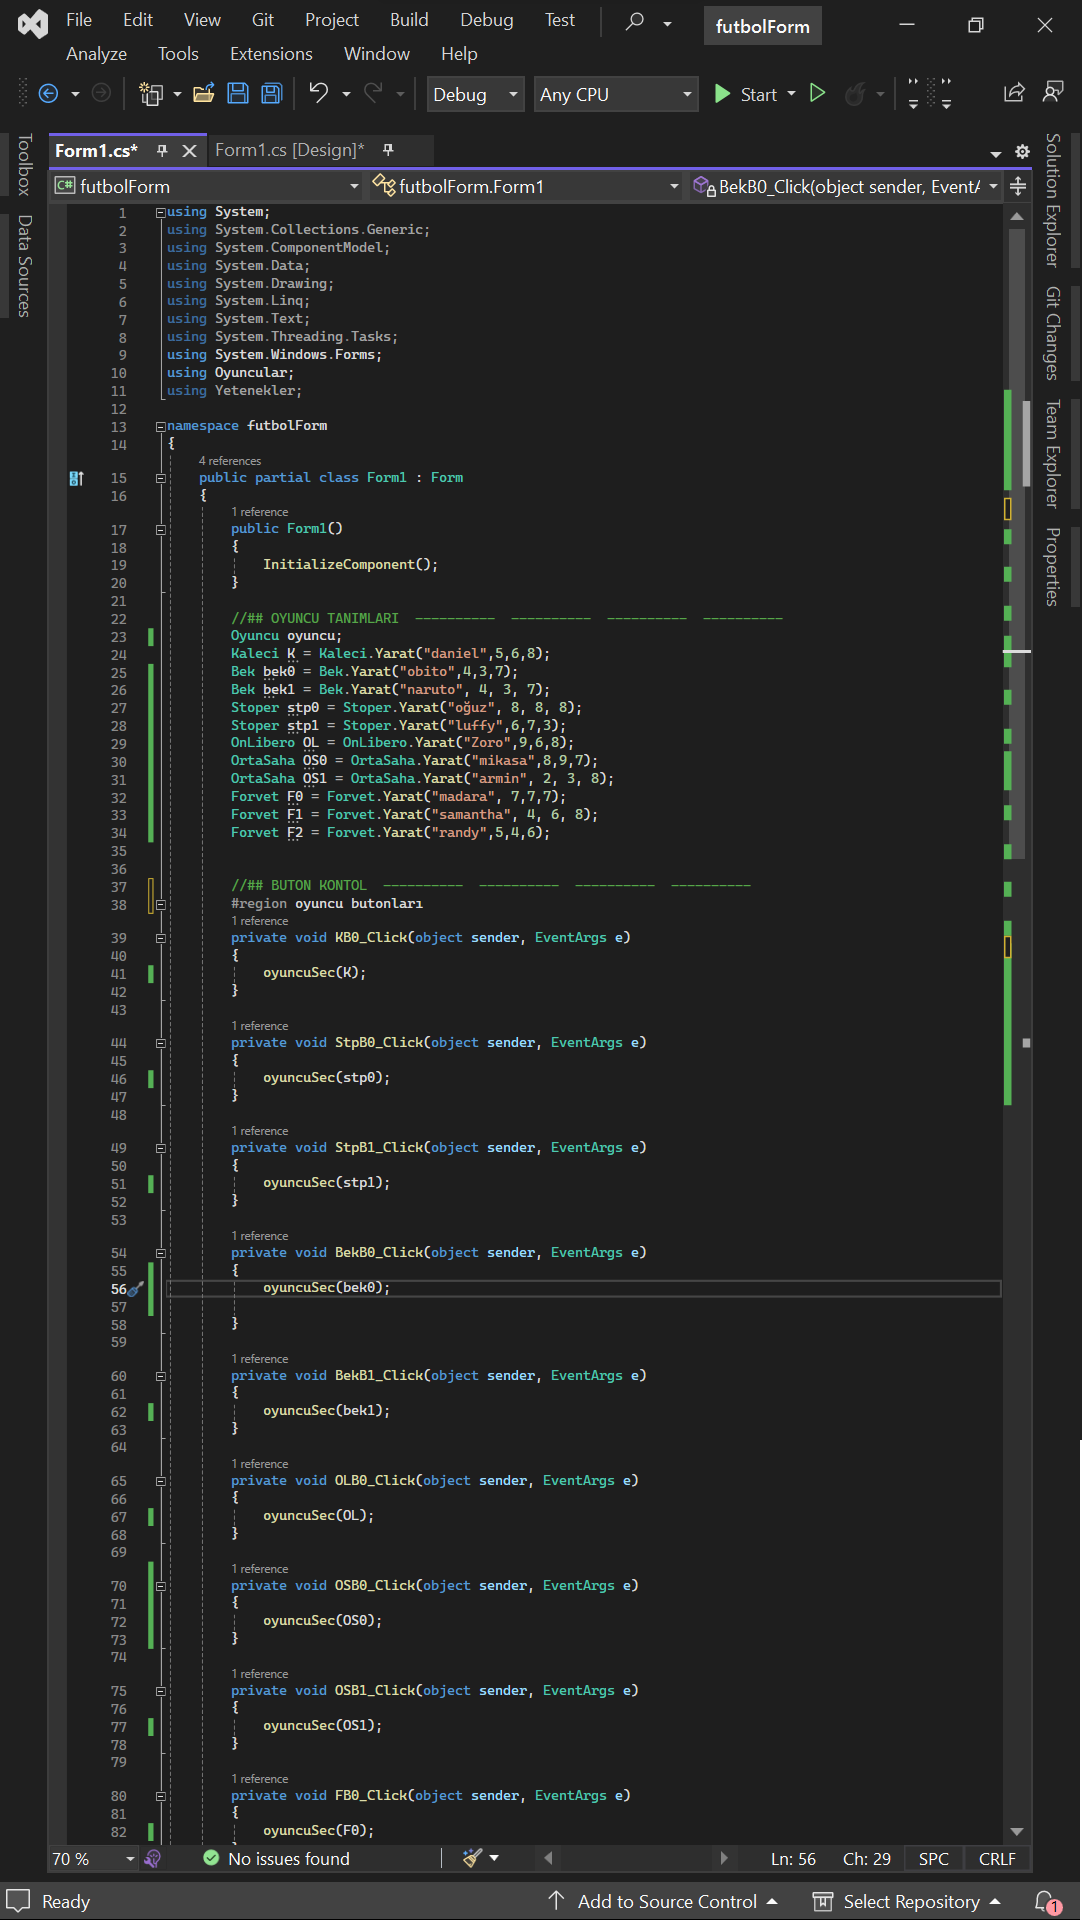 File Edit View Git Project Build Debug Test
futbolForm
Analyze Tools Extensions Window Help
Debug Any CPU Start
Toolbox
Data Sources
Form1.cs* Form1.cs [Design]*
futbolForm futbolForm.Form1 BekB0_Click(object sender, EventA
Solution Explorer
Git Changes
Team Explorer
Properties
1 using System;
2 using System.Collections.Generic;
3 using System.ComponentModel;
4 using System.Data;
5 using System.Drawing;
6 using System.Linq;
7 using System.Text;
8 using System.Threading.Tasks;
9 using System.Windows.Forms;
10 using Oyuncular;
11 using Yetenekler;
12
13 namespace futbolForm
14 {
4 references
15 public partial class Form1 : Form
16 {
1 reference
17 public Form1()
18 {
19 InitializeComponent();
20 }
21
22 //## OYUNCU TANIMLARI ---------- ---------- ---------- ----------
23 Oyuncu oyuncu;
24 Kaleci K = Kaleci.Yarat("daniel",5,6,8);
25 Bek bek0 = Bek.Yarat("obito",4,3,7);
26 Bek bek1 = Bek.Yarat("naruto", 4, 3, 7);
27 Stoper stp0 = Stoper.Yarat("oğuz", 8, 8, 8);
28 Stoper stp1 = Stoper.Yarat("luffy",6,7,3);
29 OnLibero OL = OnLibero.Yarat("Zoro",9,6,8);
30 OrtaSaha OS0 = OrtaSaha.Yarat("mikasa",8,9,7);
31 OrtaSaha OS1 = OrtaSaha.Yarat("armin", 2, 3, 8);
32 Forvet F0 = Forvet.Yarat("madara", 7,7,7);
33 Forvet F1 = Forvet.Yarat("samantha", 4, 6, 8);
34 Forvet F2 = Forvet.Yarat("randy",5,4,6);
35
36
37 //## BUTON KONTOL ---------- ---------- ---------- ----------
38 #region oyuncu butonları
1 reference
39 private void KB0_Click(object sender, EventArgs e)
40 {
41 oyuncuSec(K);
42 }
43
1 reference
44 private void StpB0_Click(object sender, EventArgs e)
45 {
46 oyuncuSec(stp0);
47 }
48
1 reference
49 private void StpB1_Click(object sender, EventArgs e)
50 {
51 oyuncuSec(stp1);
52 }
53
1 reference
54 private void BekB0_Click(object sender, EventArgs e)
55 {
56 oyuncuSec(bek0);
57
58 }
59
1 reference
60 private void BekB1_Click(object sender, EventArgs e)
61 {
62 oyuncuSec(bek1);
63 }
64
1 reference
65 private void OLB0_Click(object sender, EventArgs e)
66 {
67 oyuncuSec(OL);
68 }
69
1 reference
70 private void OSB0_Click(object sender, EventArgs e)
71 {
72 oyuncuSec(OS0);
73 }
74
1 reference
75 private void OSB1_Click(object sender, EventArgs e)
76 {
77 oyuncuSec(OS1);
78 }
79
1 reference
80 private void FB0_Click(object sender, EventArgs e)
81 {
82 oyuncuSec(F0);
70 % No issues found Ln: 56 Ch: 29 SPC CRLF
Ready Add to Source Control Select Repository 1